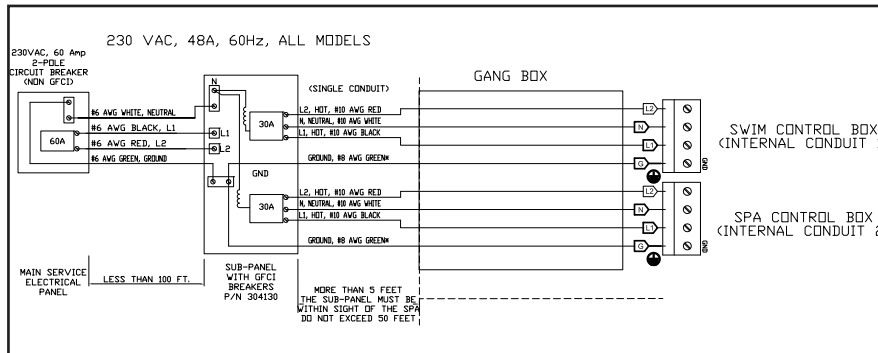 230 VAC, 48A, 60Hz, ALL MODELS
230VAC, 60 Amp
2-POLE
CIRCUIT BREAKER
(NON GFCI)
60A
#6 AWG WHITE, NEUTRAL
#6 AWG BLACK, L1
#6 AWG RED, L2
#6 AWG GREEN, GROUND
N
L1
L2
GND
30A
30A
(SINGLE CONDUIT)
L2, HOT, #10 AWG RED
N, NEUTRAL, #10 AWG WHITE
L1, HOT, #10 AWG BLACK
GROUND, #8 AWG GREEN*
L2, HOT, #10 AWG RED
N, NEUTRAL, #10 AWG WHITE
L1, HOT, #10 AWG BLACK
GROUND, #8 AWG GREEN*
GANG BOX
L2
N
L1
G
GND
SWIM CONTROL BOX
(INTERNAL CONDUIT
L2
N
L1
G
GND
SPA CONTROL BOX
(INTERNAL CONDUIT 2
MAIN SERVICE
ELECTRICAL
PANEL
LESS THAN 100 FT.
SUB-PANEL
WITH GFCI
BREAKERS
P/N 304130
MORE THAN 5 FEET
THE SUB-PANEL MUST BE
WITHIN SIGHT OF THE SPA
DO NOT EXCEED 50 FEET